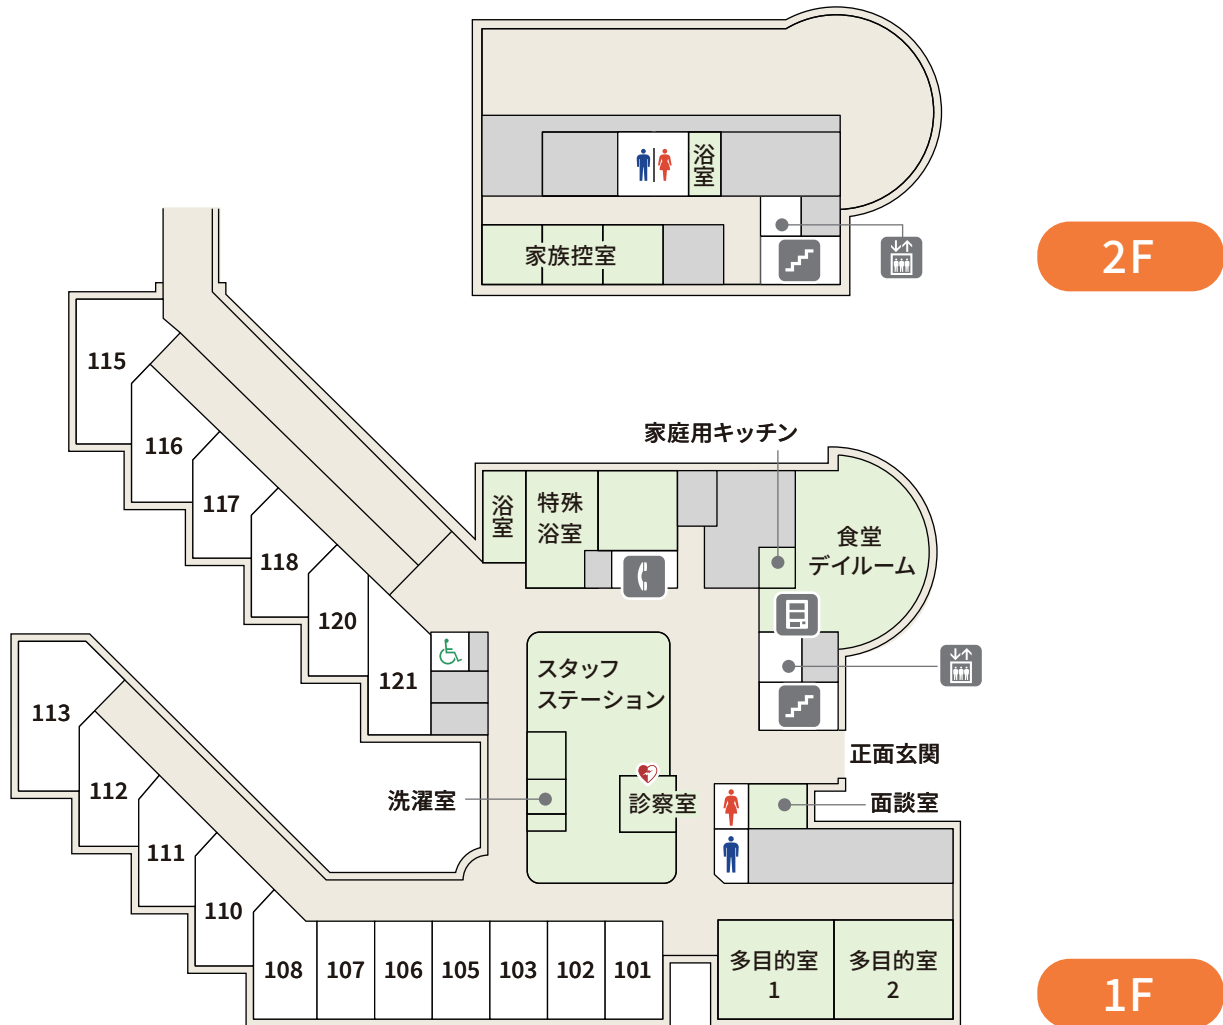 浴室
家族控室
2F
115
116
117
118
120
121
家庭用キッチン
浴室
特殊
浴室
食堂
デイルーム
スタッフ
ステーション
診察室
洗濯室
正面玄関
面談室
113
112
111
110
108
107
106
105
103
102
101
多目的室
1
多目的室
2
1F